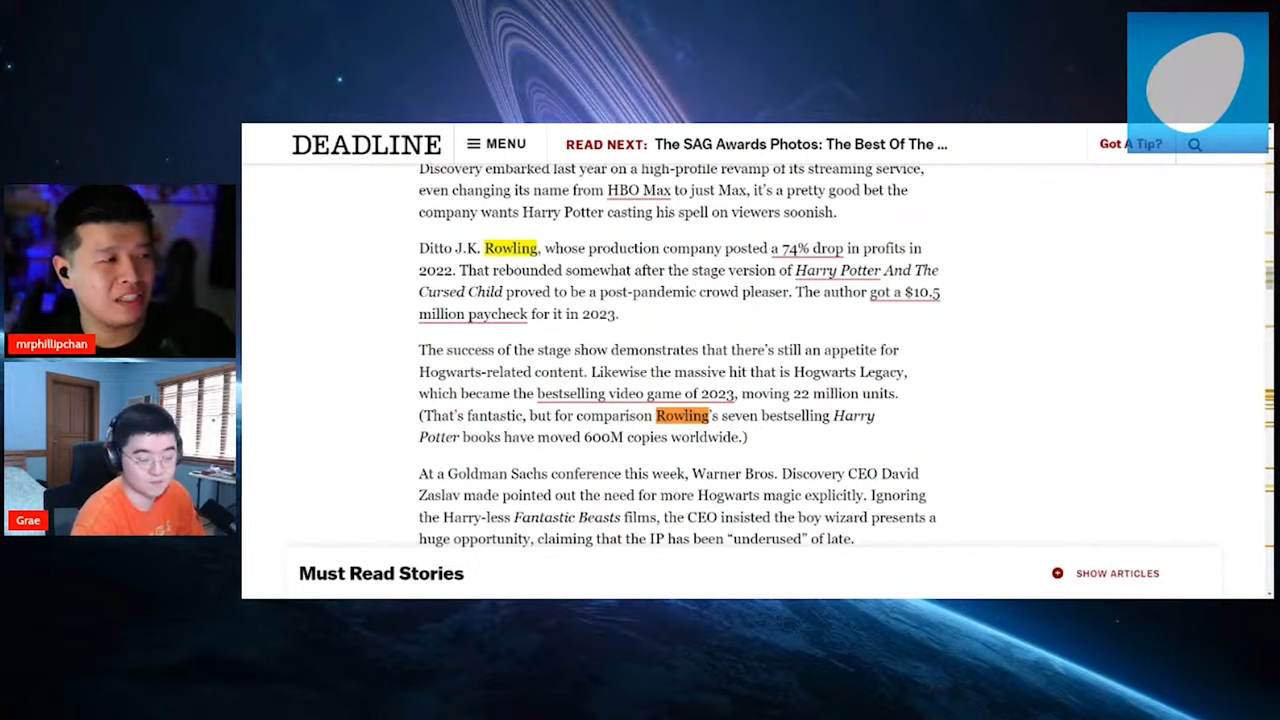 DEADLINE
MENU
READ NEXT: The SAG Awards Photos: The Best Of The ...
Got A Tip?
Discovery embarked last year on a high-profile revamp of its streaming service,
even changing its name from HBO Max to just Max, it's a pretty good bet the
company wants Harry Potter casting his spell on viewers soonish.
Ditto J.K. Rowling, whose production company posted a 74% drop in profits in
2022. That rebounded somewhat after the stage version of Harry Potter And The
Cursed Child proved to be a post-pandemic crowd pleaser. The author got a $10.5
million paycheck for it in 2023.
The success of the stage show demonstrates that there's still an appetite for
Hogwarts-related content. Likewise the massive hit that is Hogwarts Legacy,
which became the bestselling video game of 2023, moving 22 million units.
(That's fantastic, but for comparison Rowling's seven bestselling Harry
Potter books have moved 600M copies worldwide.)
At a Goldman Sachs conference this week, Warner Bros. Discovery CEO David
Zaslav made pointed out the need for more Hogwarts magic explicitly. Ignoring
the Harry-less Fantastic Beasts films, the CEO insisted the boy wizard presents a
huge opportunity, claiming that the IP has been “underused” of late.
Must Read Stories
SHOW ARTICLES
mrphillipchan
Grae